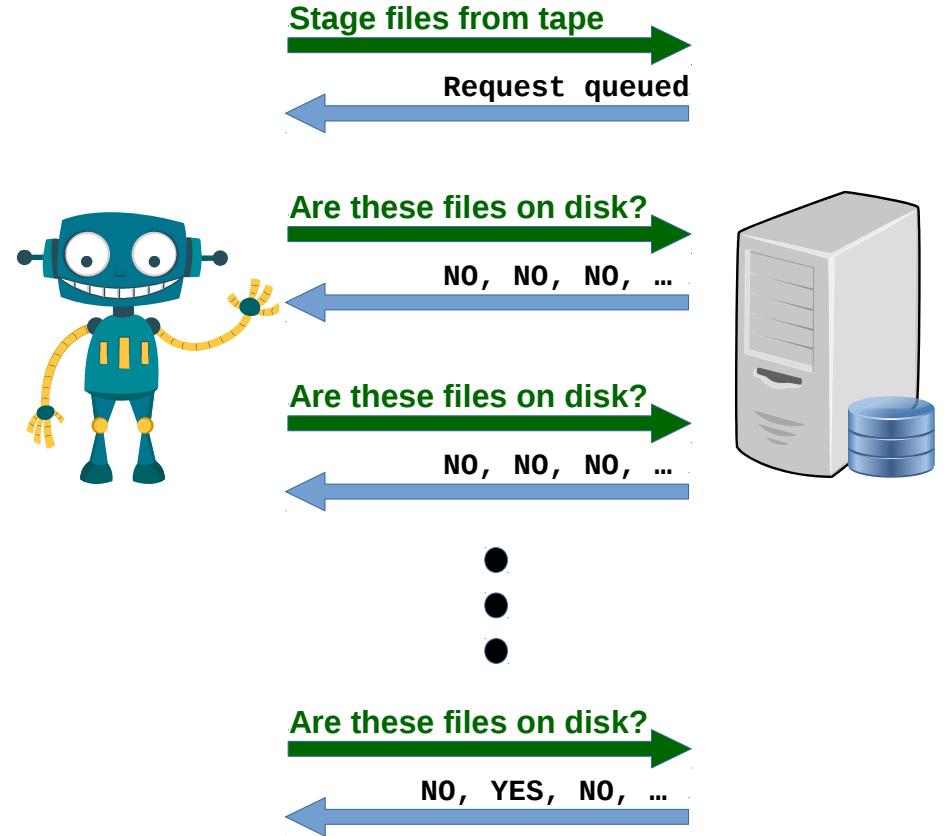 Stage files from tape
Request queued
Are these files on disk?
NO, NO, NO, …
Are these files on disk?
NO, NO, NO, …
Are these files on disk?
NO, YES, NO, …